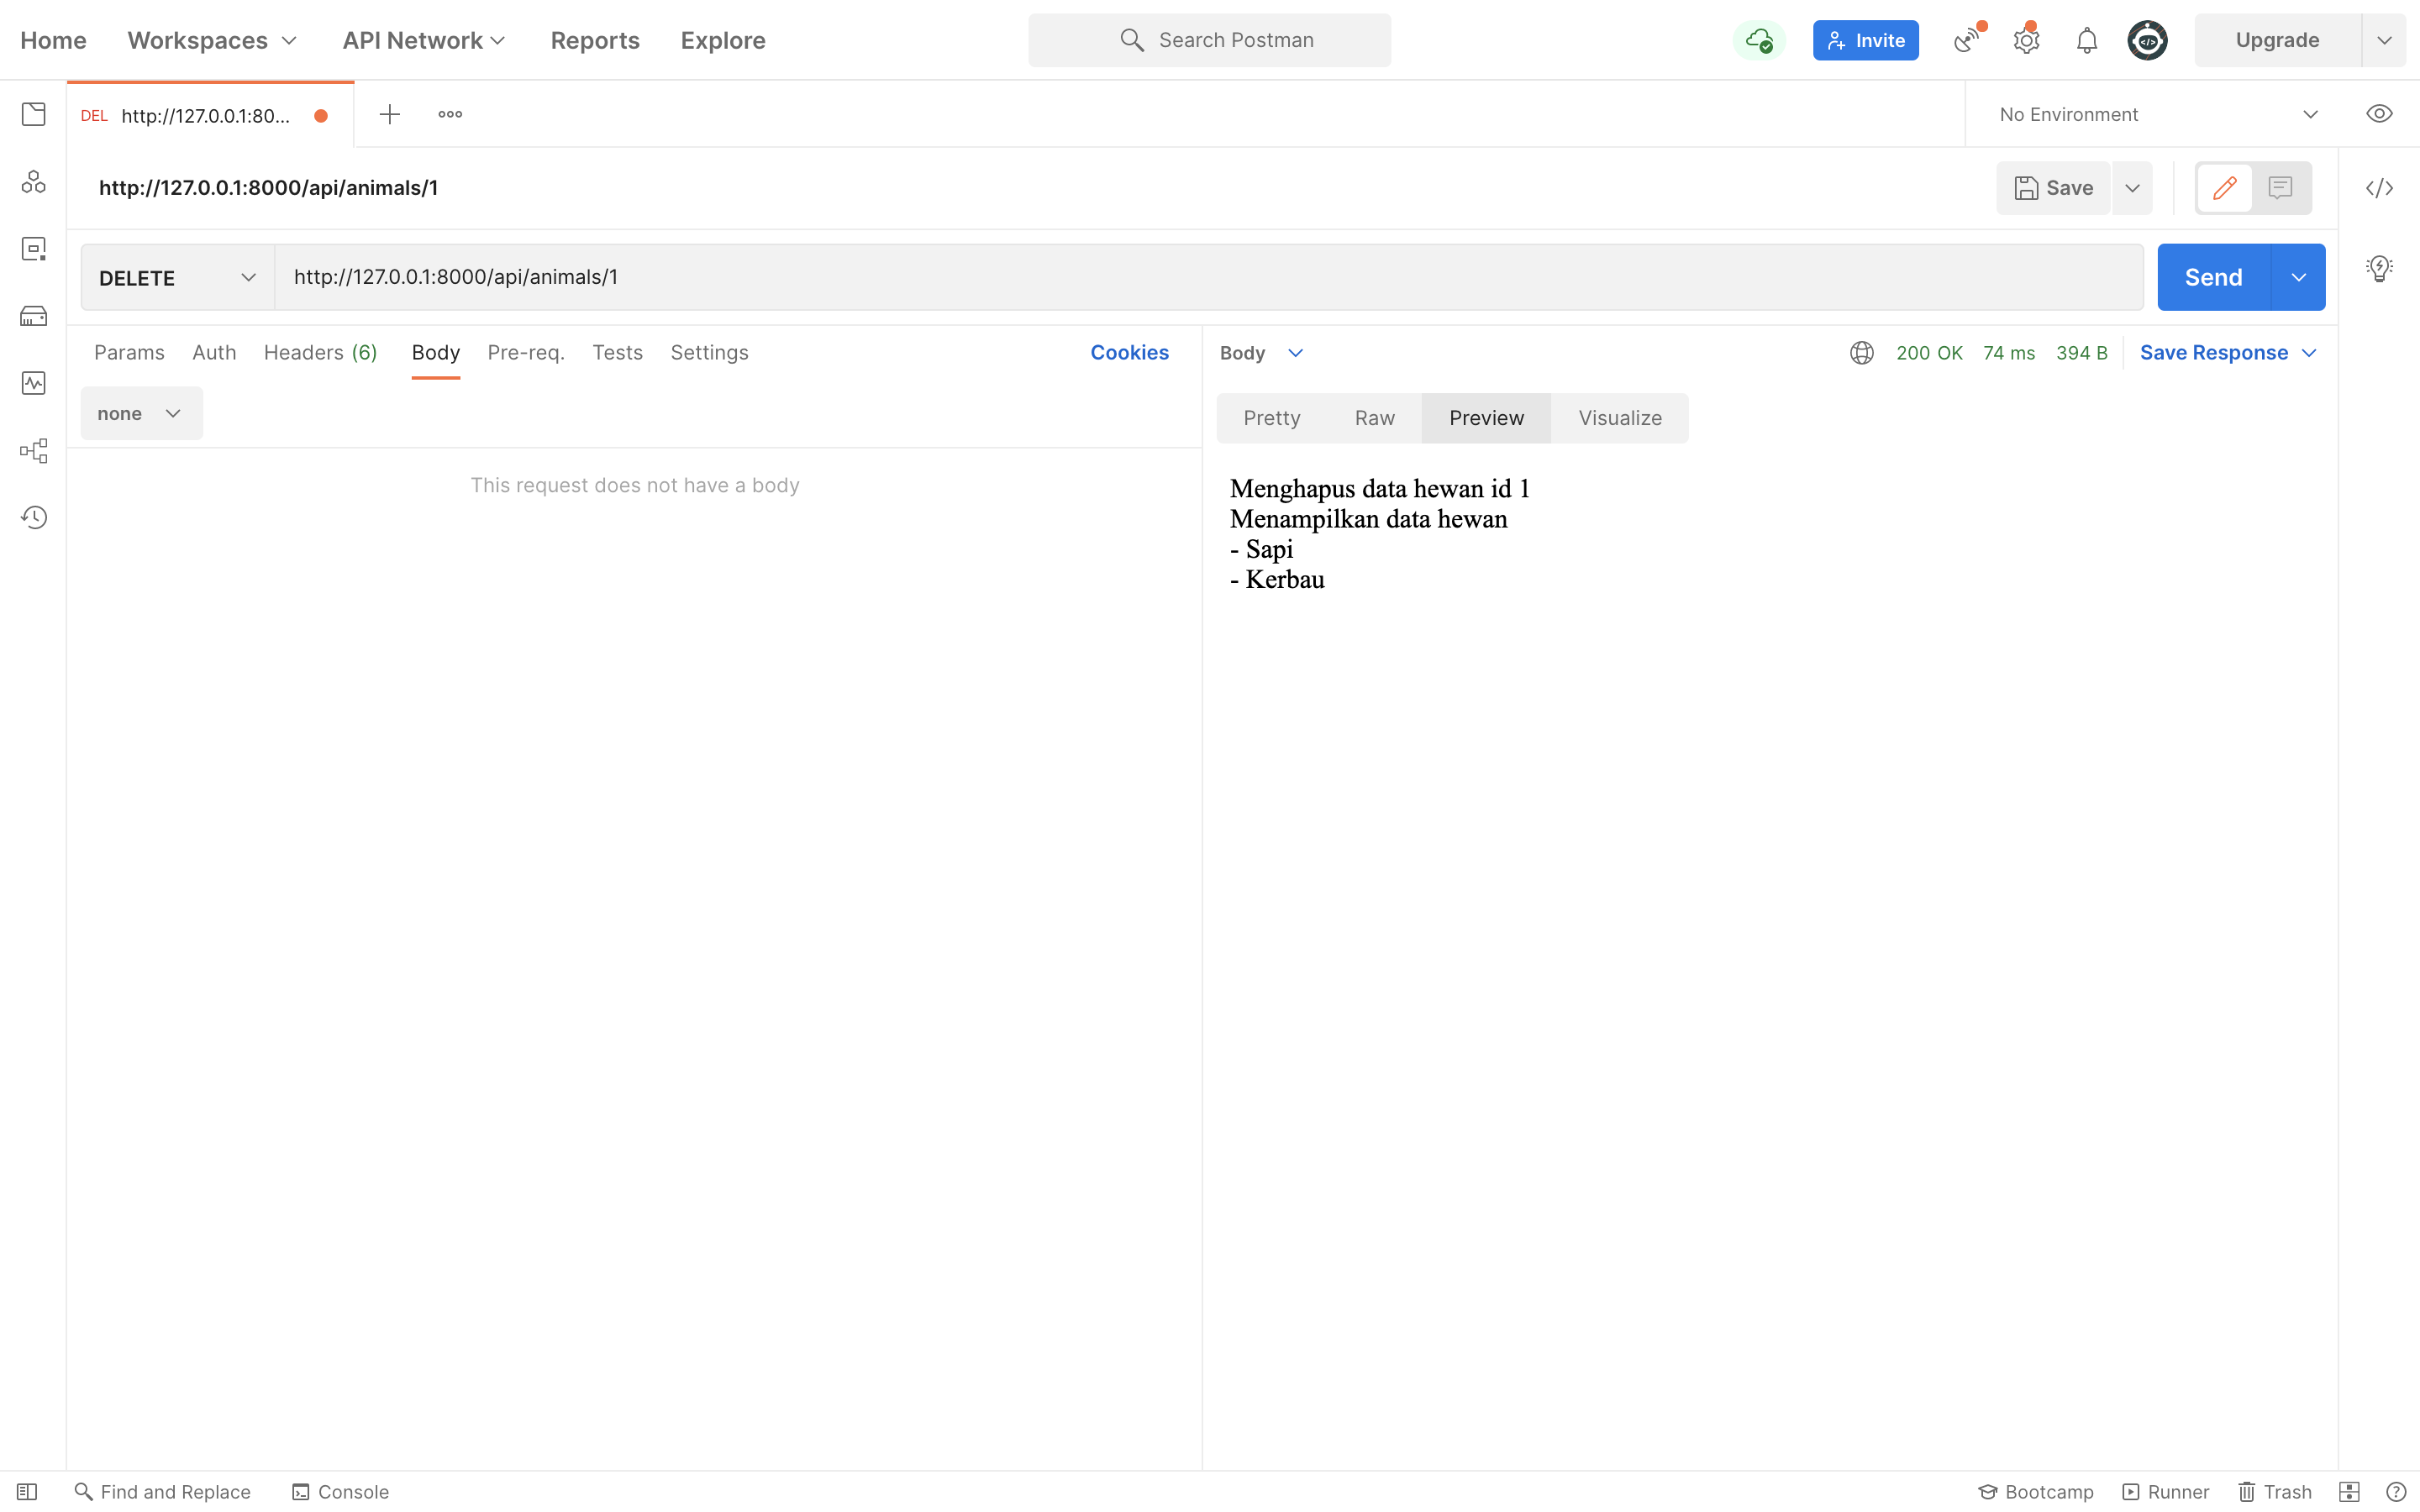 Home Workspaces API Network Reports Explore Search Postman Invite Upgrade
DEL http://127.0.0.1:80... No Environment
http://127.0.0.1:8000/api/animals/1 Save
DELETE http://127.0.0.1:8000/api/animals/1 Send
Params Auth Headers (6) Body Pre-req. Tests Settings Cookies
Body 200 OK 74 ms 394 B Save Response
none
This request does not have a body
Pretty Raw Preview Visualize
Menghapus data hewan id 1
Menampilkan data hewan
- Sapi
- Kerbau
Find and Replace Console Bootcamp Runner Trash